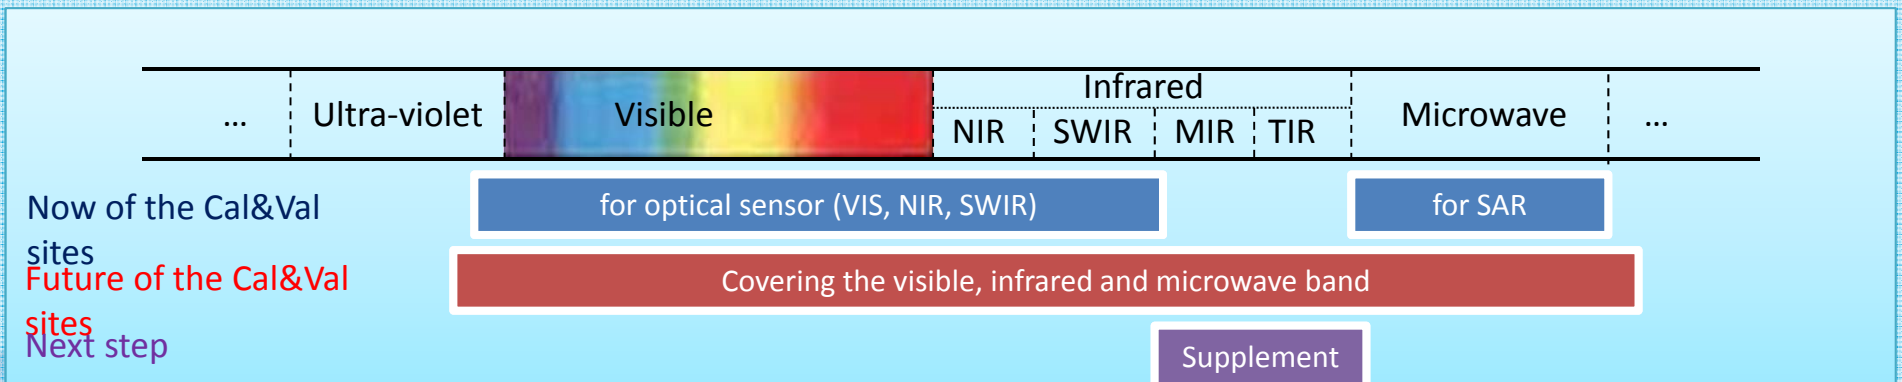 Infrared
... Ultra-violet Visible NIR SWIR MIR TIR Microwave ...
Now of the Cal&Val
sites
for optical sensor (VIS, NIR, SWIR)
for SAR
Future of the Cal&Val
sites
Covering the visible, infrared and microwave band
Next step
Supplement